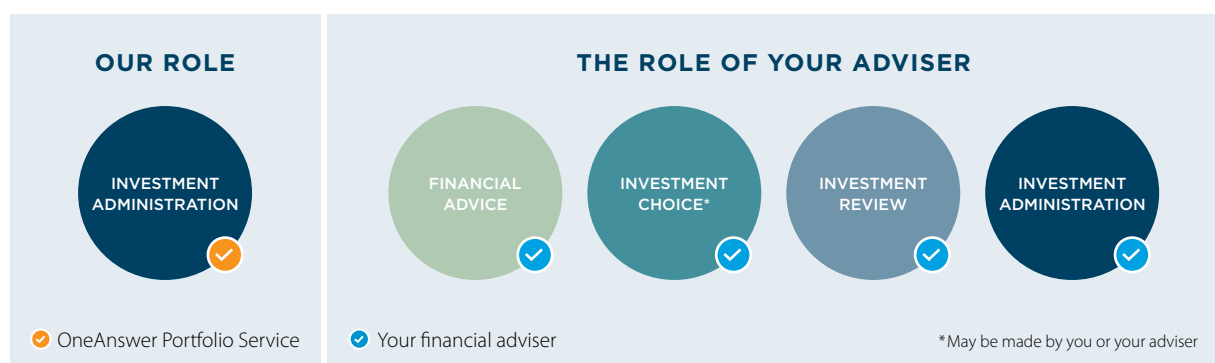 OUR ROLE
INVESTMENT
ADMINISTRATION
OneAnswer Portfolio Service
THE ROLE OF YOUR ADVISER
FINANCIAL
ADVICE
INVESTMENT
CHOICE*
INVESTMENT
REVIEW
INVESTMENT
ADMINISTRATION
Your financial adviser
*May be made by you or your adviser